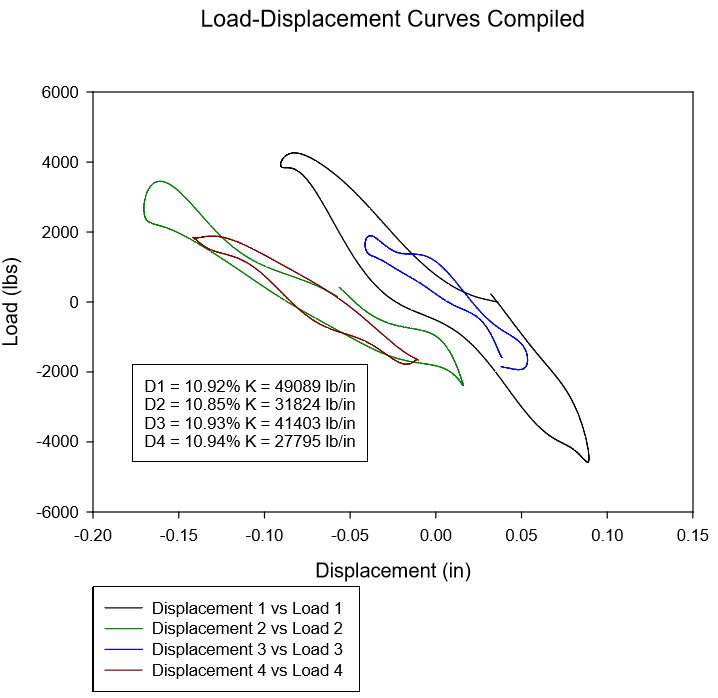 Load-Displacement Curves Compiled
6000
4000
2000
0
-2000
-4000
-6000
Load (lbs)
D1 = 10.92% K = 49089 lb/in
D2 = 10.85% K = 31824 lb/in
D3 = 10.93% K = 41403 lb/in
D4 = 10.94% K = 27795 lb/in
-0.20 -0.15 -0.10 -0.05 0.00 0.05 0.10 0.15
Displacement (in)
Displacement 1 vs Load 1
Displacement 2 vs Load 2
Displacement 3 vs Load 3
Displacement 4 vs Load 4